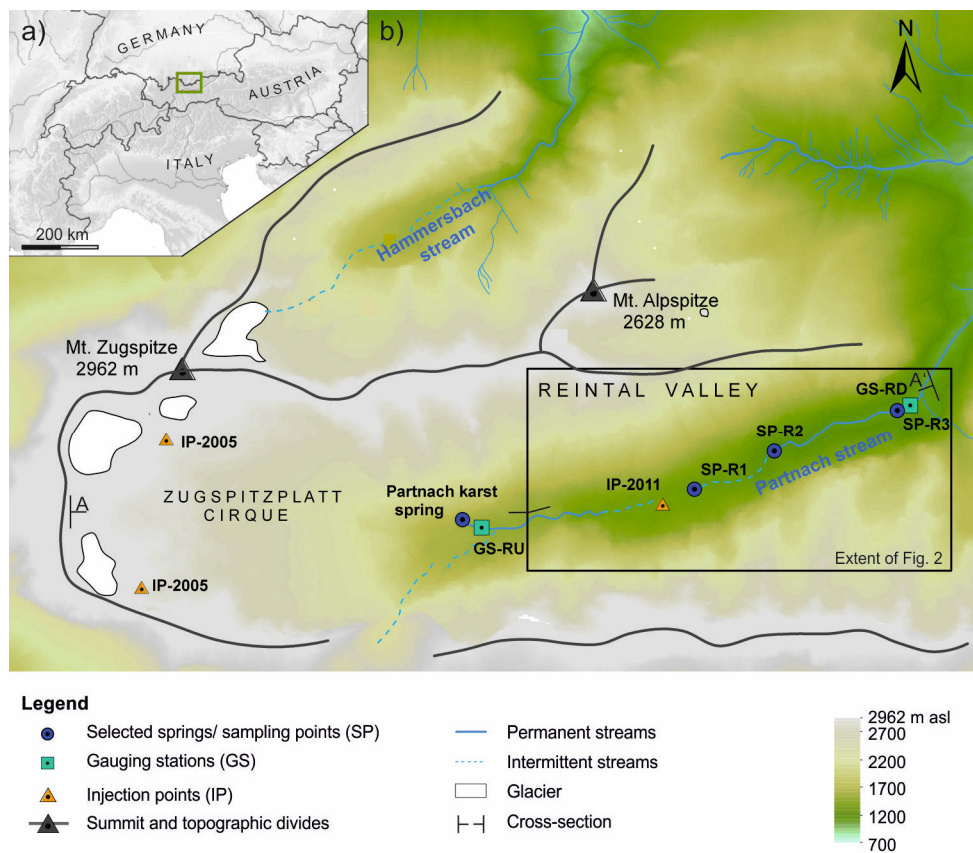 a)
GERMANY
AUSTRIA
ITALY
200 km
b)
N
Hammersbach
stream
Mt. Alpspitze
2628 m
Mt. Zugspitze
2962 m
REINTAL VALLEY
A'
GS-RD
SP-R3
SP-R2
Partnach stream
SP-R1
IP-2011
IP-2005
ZUGSPITZPLATT
CIRQUE
A
Partnach karst
spring
A
GS-RU
IP-2005
Extent of Fig. 2
Legend
Selected springs/ sampling points (SP)
Gauging stations (GS)
Injection points (IP)
Summit and topographic divides
Permanent streams
Intermittent streams
Glacier
Cross-section
2962 m asl
2700
2200
1700
1200
700